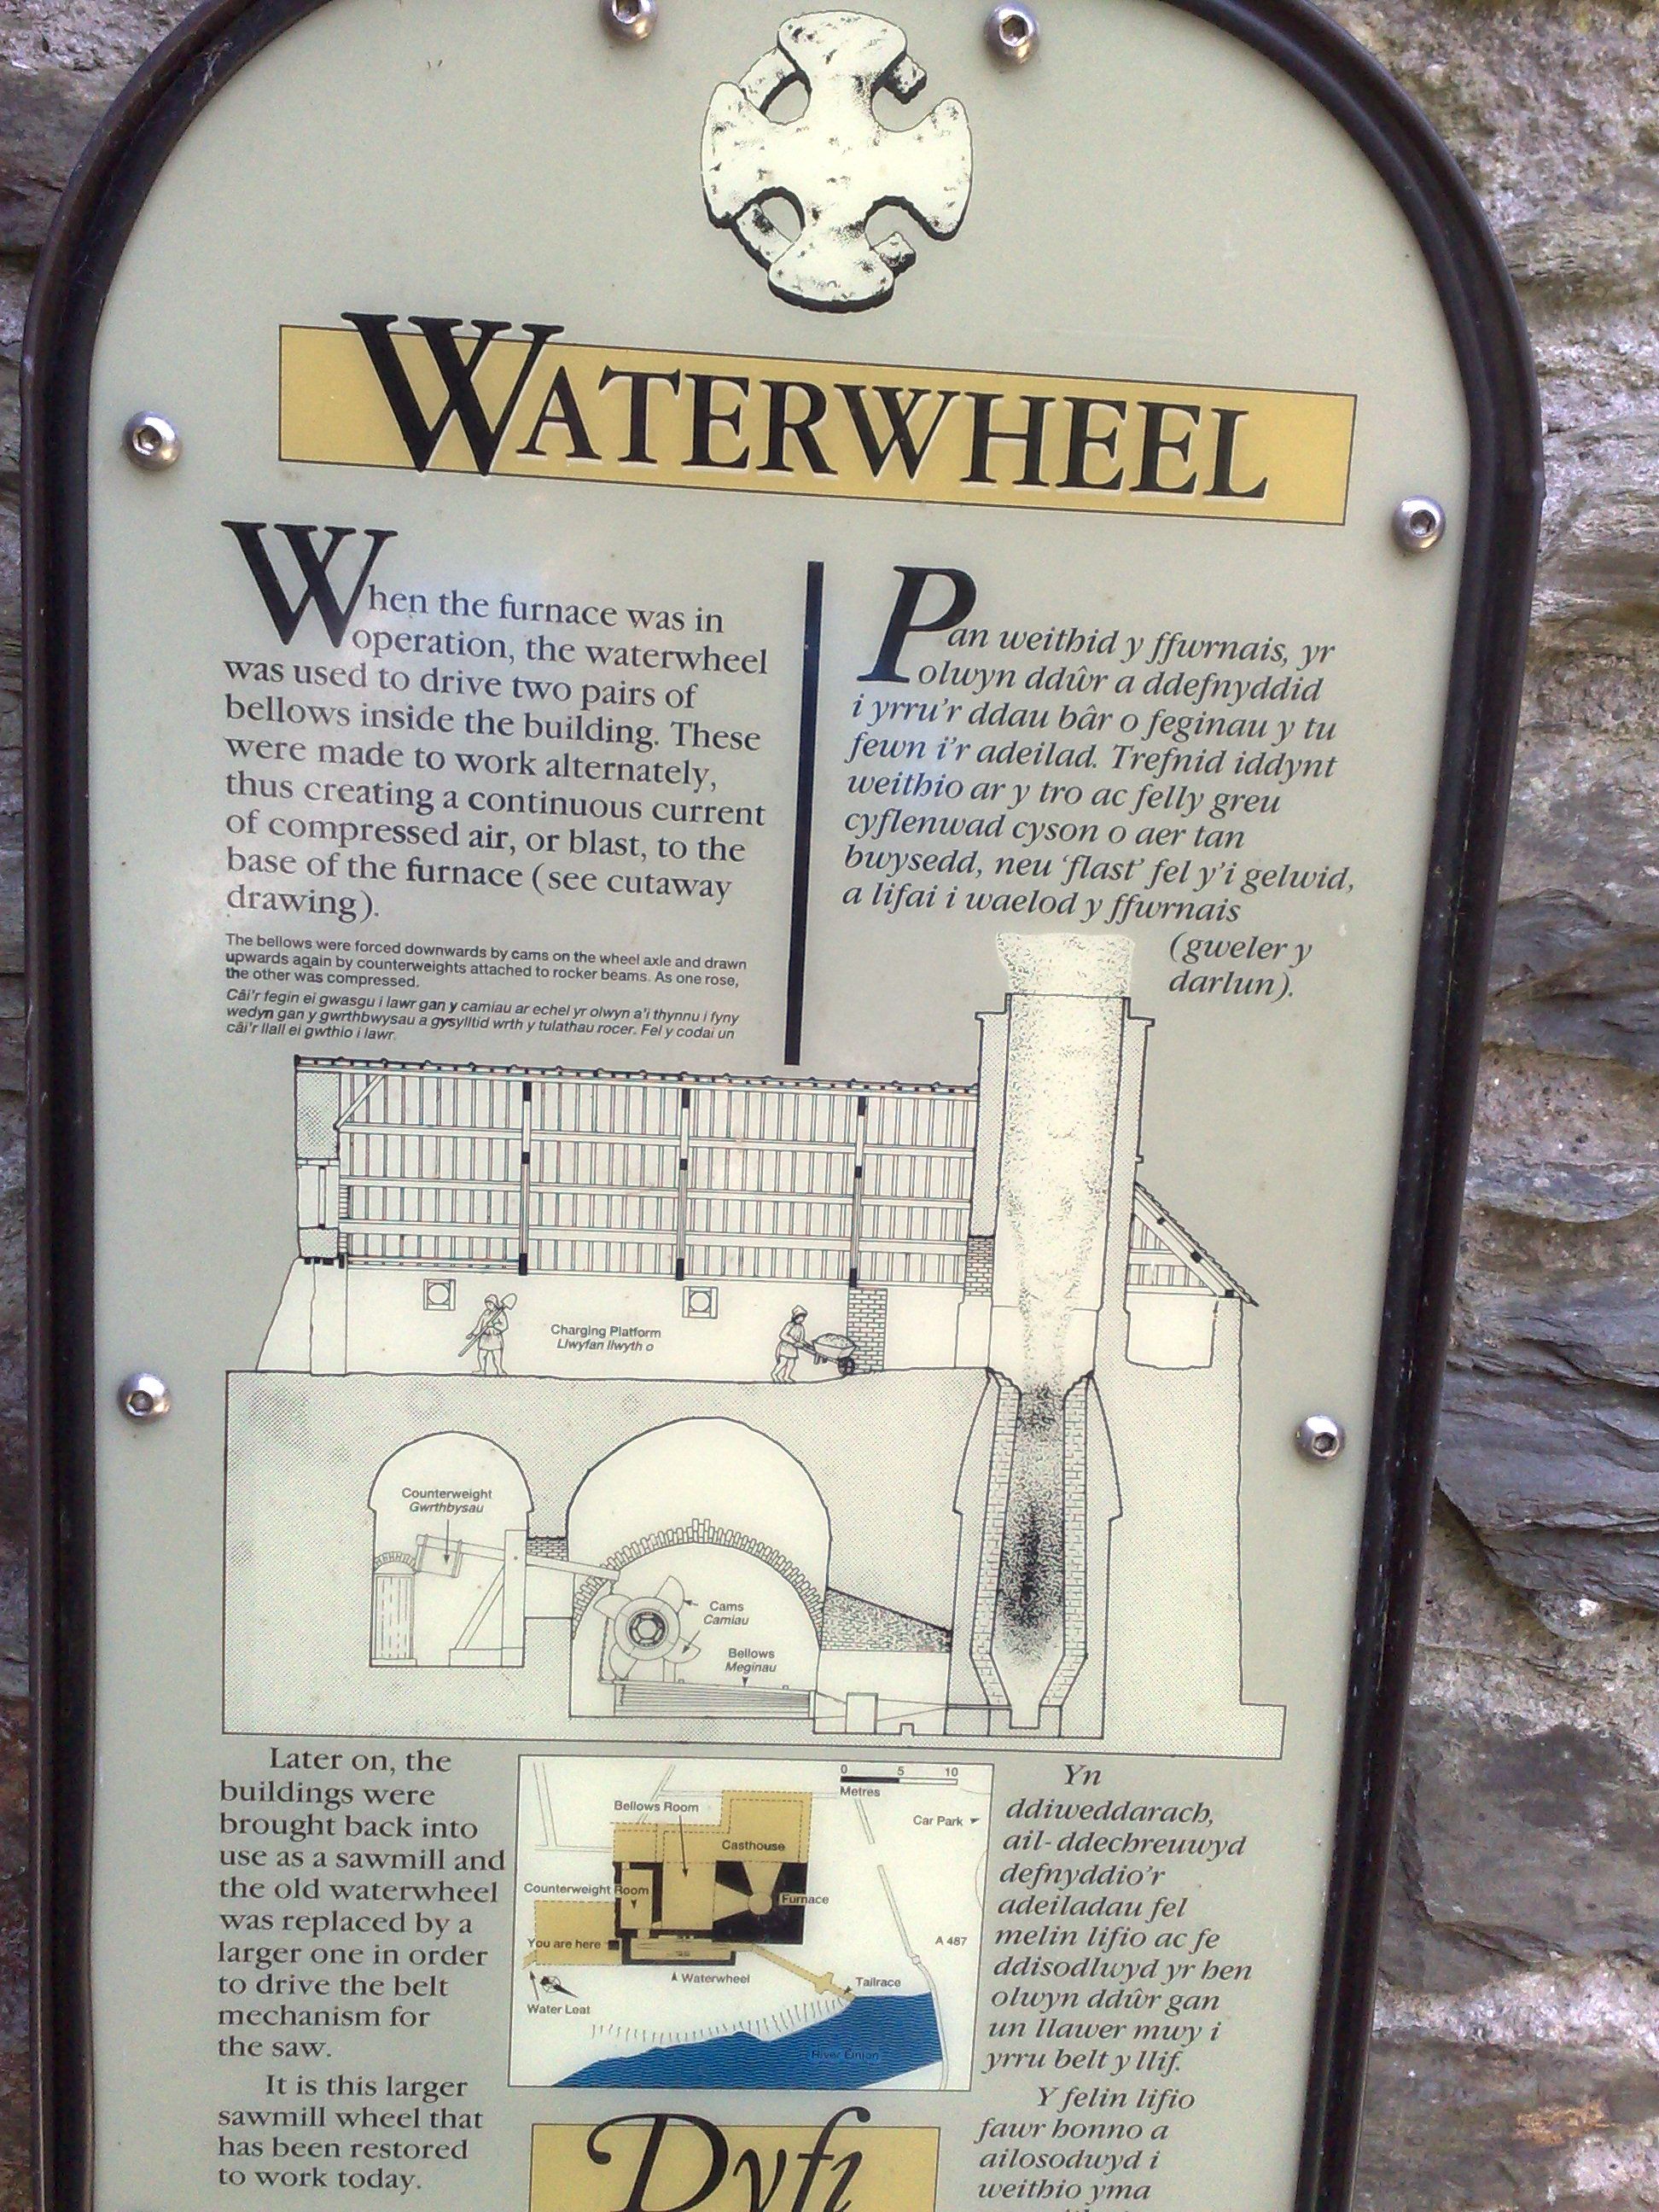 WATERWHEEL
When the furnace was in
operation, the waterwheel
was used to drive two pairs of
bellows inside the building. These
were made to work alternately,
thus creating a continuous current
of compressed air, or blast, to the
base of the furnace (see cutaway
drawing).
The bellows were forced downwards by cams on the wheel axle and drawn
upwards again by counterweights attached to rocker beams. As one rose,
the other was compressed.
Câi'r fegin ei gwasgu i lawr gan y camiau ar echel yr olwyn a'i thynnu i fyny
wedyn gan y gwrthbwysau a gysylltid wrth y tulathau rocer. Fel y codai un
câi'r llall ei gwthio i lawr.
Pan weithid y ffwrnais, yr
olwyn ddŵr a ddefnyddid
i yrru'r ddau bâr o feginau y tu
fewn i'r adeilad. Trefnid iddynt
weithio ar y tro ac felly greu
cyflenwad cyson o aer tan
bwysedd, neu 'flast' fel y'i gelwid,
a lifai i waelod y ffwrnais
(gweler y
darlun).
Charging Platform
Llwyfan llwyth o
Counterweight
Gwrthbysau
Cams
Camiau
Bellows
Meginau
Later on, the
buildings were
brought back into
use as a sawmill and
the old waterwheel
was replaced by a
larger one in order
to drive the belt
mechanism for
the saw.
It is this larger
sawmill wheel that
has been restored
to work today.
0 5 10
Metres
Bellows Room
Car Park
Casthouse
Counterweight Room
Furnace
You are here
A 487
Waterwheel
Tailrace
Water Leat
River Einion
Yn
ddiweddarach,
ail-ddechreuwyd
defnyddio'r
adeiladau fel
melin lifio ac fe
ddisodlwyd yr hen
olwyn ddŵr gan
un llawer mwy i
yrru belt y llif.
Y felin lifio
fawr honno a
ailosodwyd i
weithio yma
Dyfi